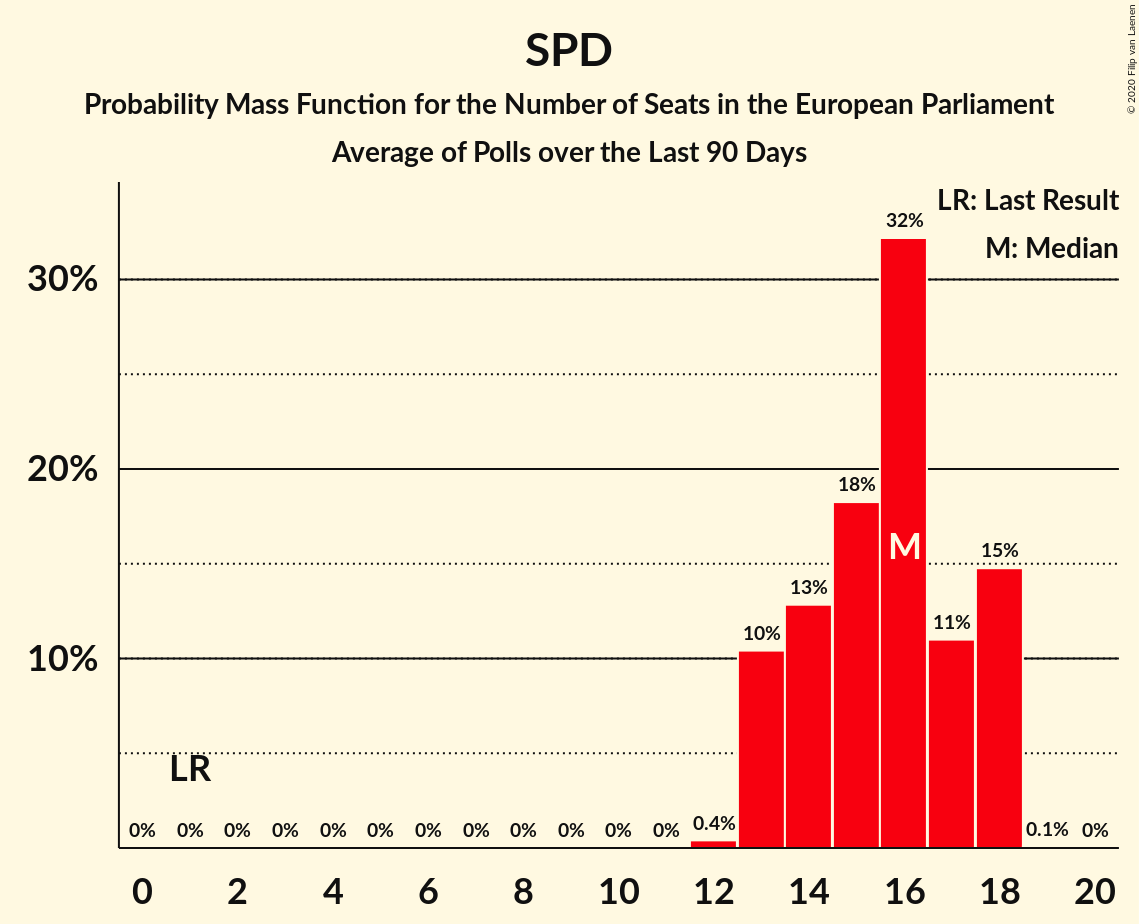 SPD
Probability Mass Function for the Number of Seats in the European Parliament
Average of Polls over the Last 90 Days
© 2020 Filip van Laenen
LR: Last Result
M: Median
30%
20%
10%
32%
18%
M
15%
13%
11%
10%
LR
0% 0% 0% 0% 0% 0% 0% 0% 0% 0% 0% 0% 0.4% 0.1% 0%
0 2 4 6 8 10 12 14 16 18 20